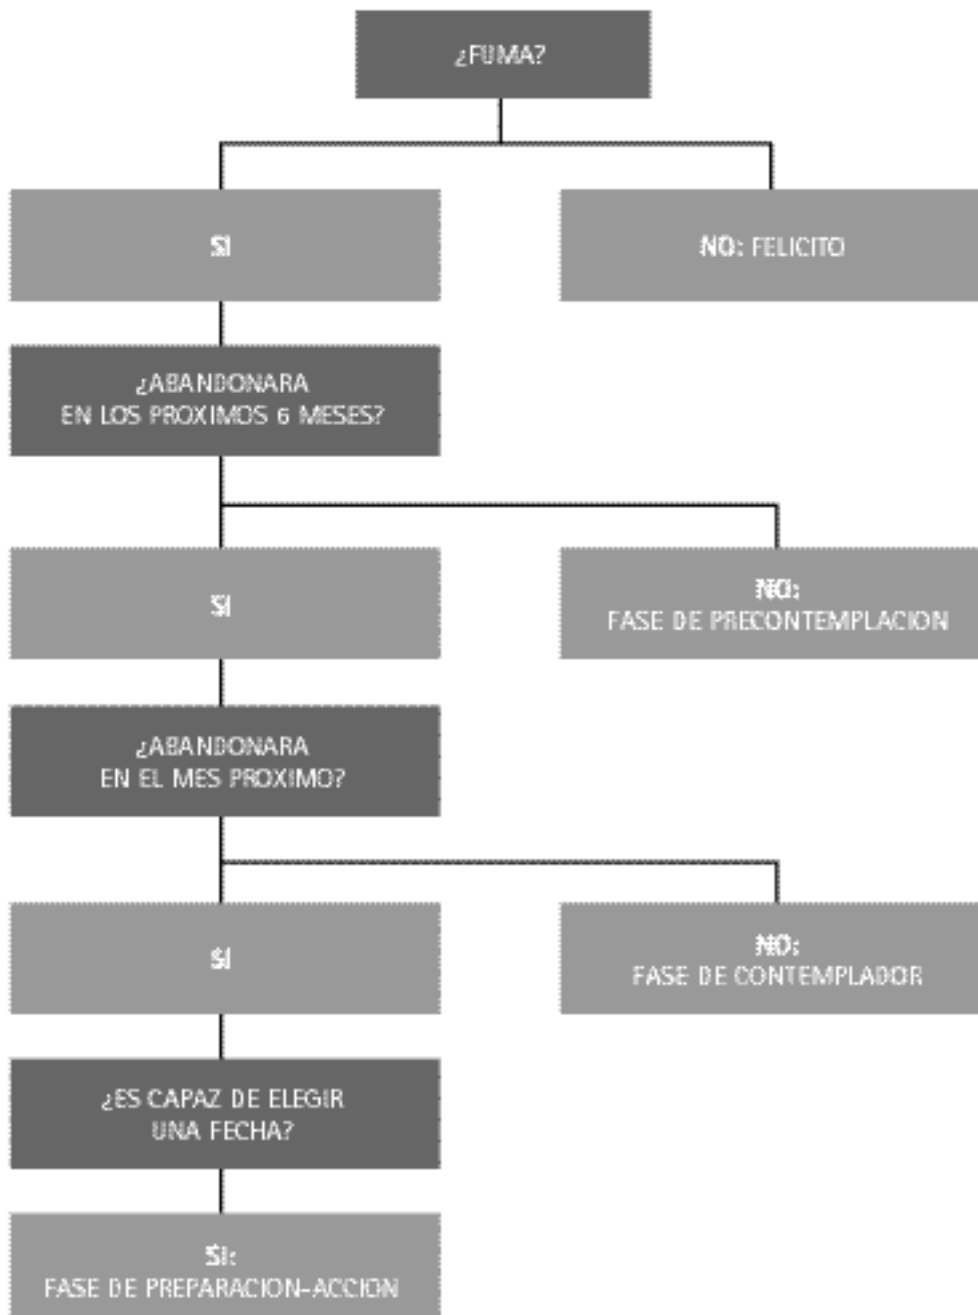 ¿FUMA?
SI
NO: FELICITO
¿ABANDONARA
EN LOS PROXIMOS 6 MESES?
SI
NO:
FASE DE PRECONTEMPLACION
¿ABANDONARA
EN EL MES PROXIMO?
SI
NO:
FASE DE CONTEMPLADOR
¿ES CAPAZ DE ELEGIR
UNA FECHA?
SI:
FASE DE PREPARACION-ACCION